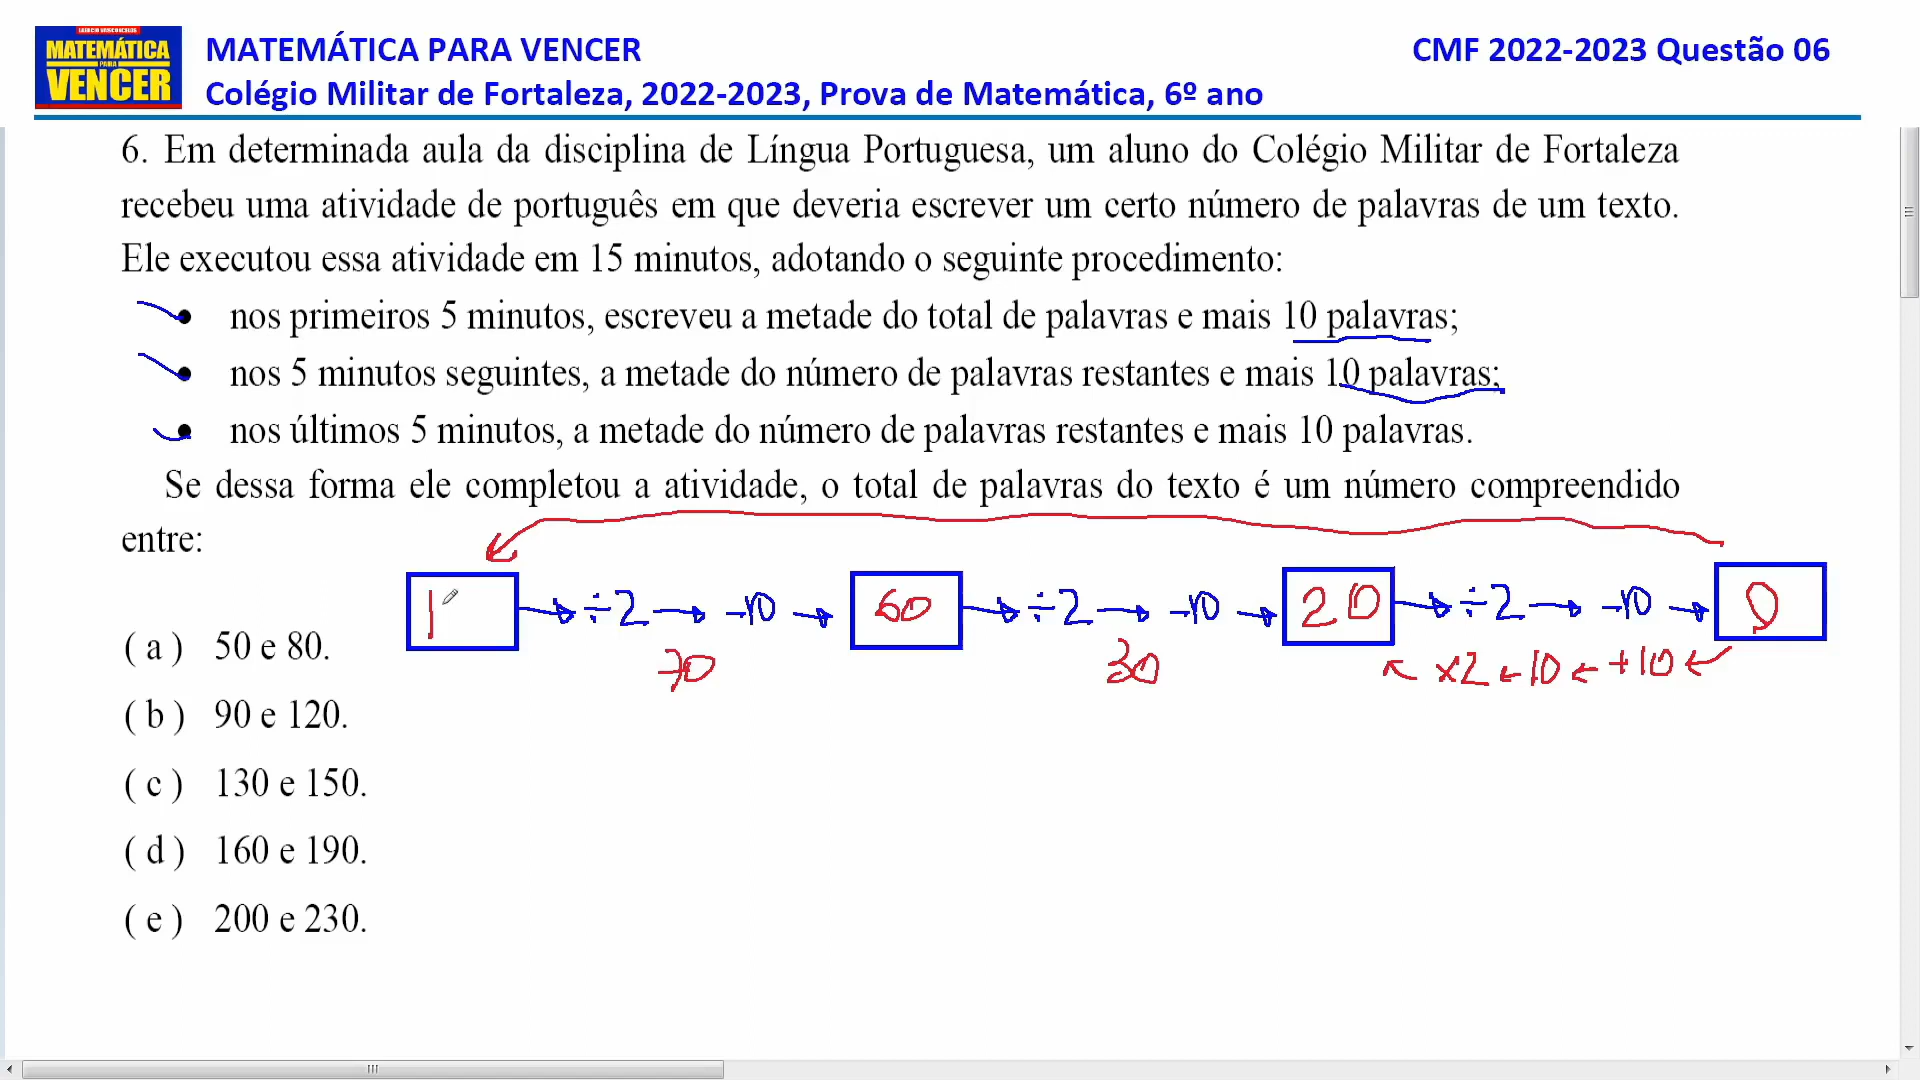 MATEMÁTICA
PARA
VENCER
MATEMÁTICA PARA VENCER
CMF 2022-2023 Questão 06
Colégio Militar de Fortaleza, 2022-2023, Prova de Matemática, 6º ano
6. Em determinada aula da disciplina de Língua Portuguesa, um aluno do Colégio Militar de Fortaleza
recebeu uma atividade de português em que deveria escrever um certo número de palavras de um texto.
Ele executou essa atividade em 15 minutos, adotando o seguinte procedimento:
• nos primeiros 5 minutos, escreveu a metade do total de palavras e mais 10 palavras;
• nos 5 minutos seguintes, a metade do número de palavras restantes e mais 10 palavras;
• nos últimos 5 minutos, a metade do número de palavras restantes e mais 10 palavras.
Se dessa forma ele completou a atividade, o total de palavras do texto é um número compreendido
entre:
1 → ÷2 → -10 → 60 → ÷2 → -10 → 20 → ÷2 → -10 → 0
70 30 ← ×2 ← 10 ← +10 ←
( a ) 50 e 80.
( b ) 90 e 120.
( c ) 130 e 150.
( d ) 160 e 190.
( e ) 200 e 230.